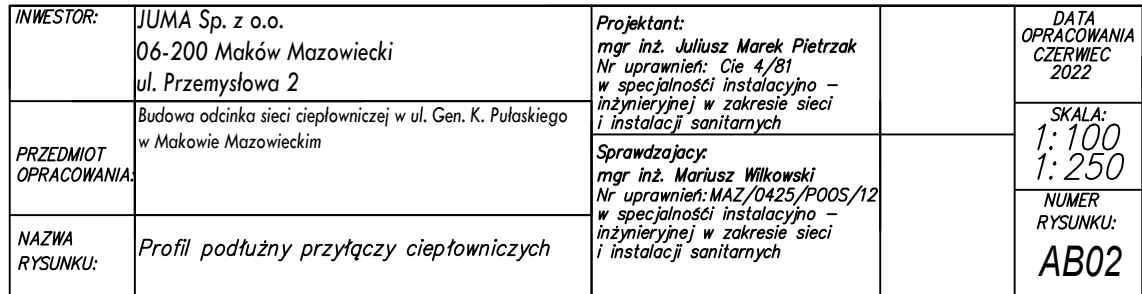 INWESTOR:
JUMA Sp. z o.o.
06-200 Maków Mazowiecki
ul. Przemysłowa 2
PRZEDMIOT
OPRACOWANIA:
Budowa odcinka sieci ciepłowniczej w ul. Gen. K. Pułaskiego
w Makowie Mazowieckim
NAZWA
RYSUNKU:
Profil podłużny przyłączy ciepłowniczych
Projektant:
mgr inż. Juliusz Marek Pietrzak
Nr uprawnień: Cie 4/81
w specjalnośći instalacyjno –
inżynieryjnej w zakresie sieci
i instalacji sanitarnych
Sprawdzajacy:
mgr inż. Mariusz Wilkowski
Nr uprawnień: MAZ/0425/POOS/12
w specjalnośći instalacyjno –
inżynieryjnej w zakresie sieci
i instalacji sanitarnych
DATA
OPRACOWANIA
CZERWIEC
2022
SKALA:
1:100
1:250
NUMER
RYSUNKU:
AB02